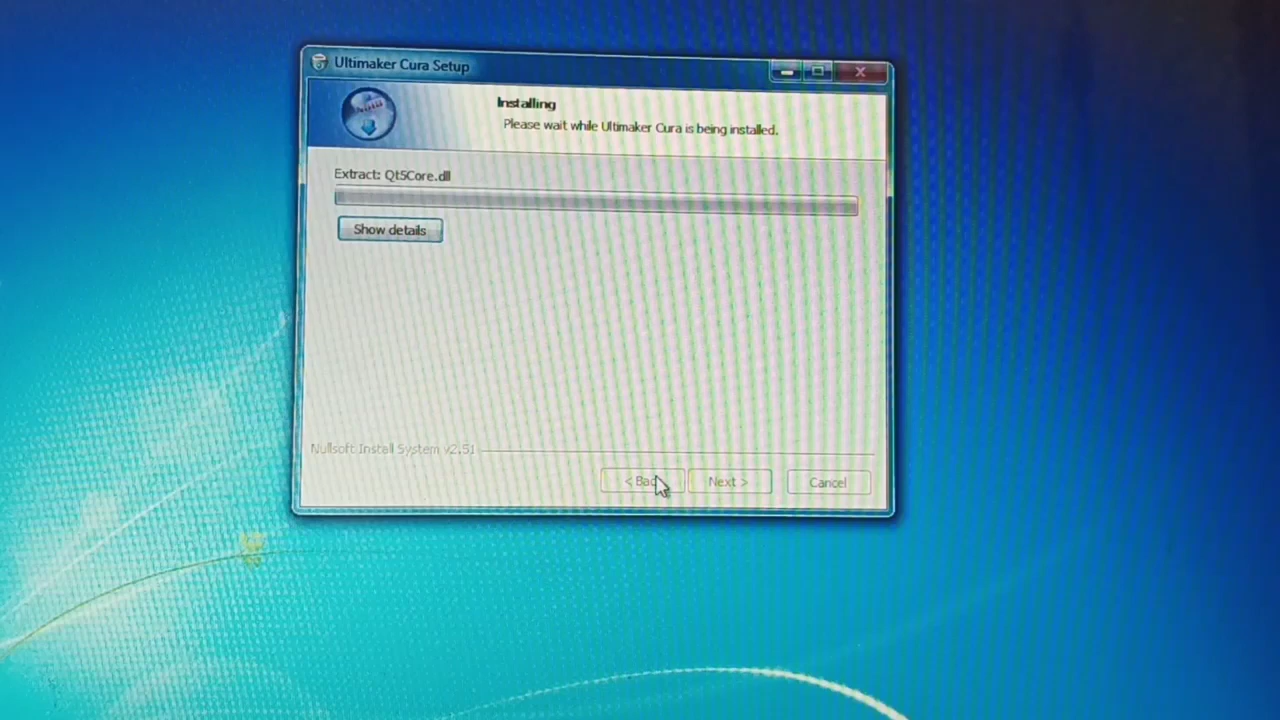 Ultimaker Cura Setup
Installing
Please wait while Ultimaker Cura is being installed.
Extract: Qt5Core.dll
Show details
Nullsoft Install System v2.51
< Back
Next >
Cancel